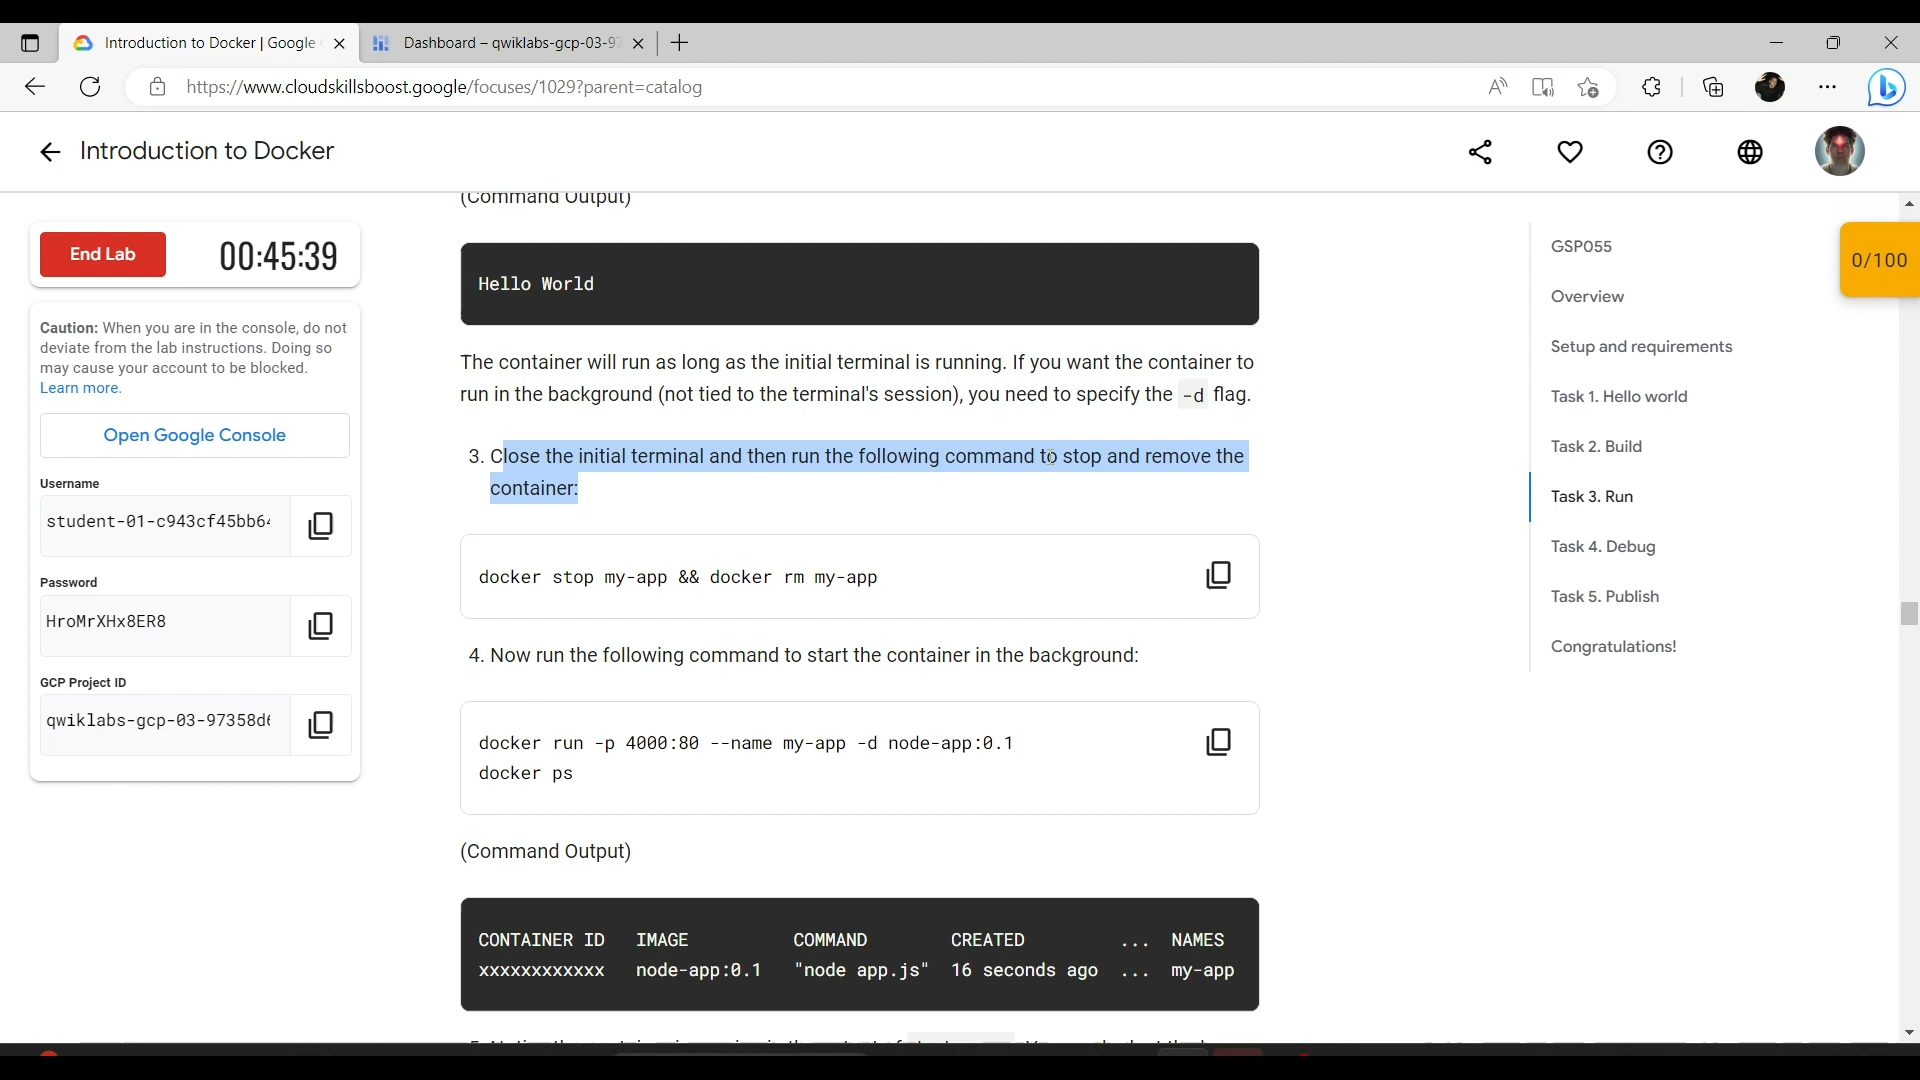 Introduction to Docker | Google
Dashboard – qwiklabs-gcp-03-97
https://www.cloudskillsboost.google/focuses/1029?parent=catalog
Introduction to Docker
(Command Output)
End Lab
00:45:39
Hello World
GSP055
0/100
Overview
Caution: When you are in the console, do not
deviate from the lab instructions. Doing so
may cause your account to be blocked.
Learn more.
The container will run as long as the initial terminal is running. If you want the container to
run in the background (not tied to the terminal's session), you need to specify the -d flag.
Setup and requirements
Task 1. Hello world
Open Google Console
3. Close the initial terminal and then run the following command to stop and remove the
container:
Task 2. Build
Username
student-01-c943cf45bb64
Task 3. Run
Task 4. Debug
docker stop my-app && docker rm my-app
Password
HroMrXHx8ER8
Task 5. Publish
Congratulations!
4. Now run the following command to start the container in the background:
GCP Project ID
qwiklabs-gcp-03-97358d6
docker run -p 4000:80 --name my-app -d node-app:0.1
docker ps
(Command Output)
CONTAINER ID IMAGE COMMAND CREATED ... NAMES
xxxxxxxxxxxx node-app:0.1 "node app.js" 16 seconds ago ... my-app